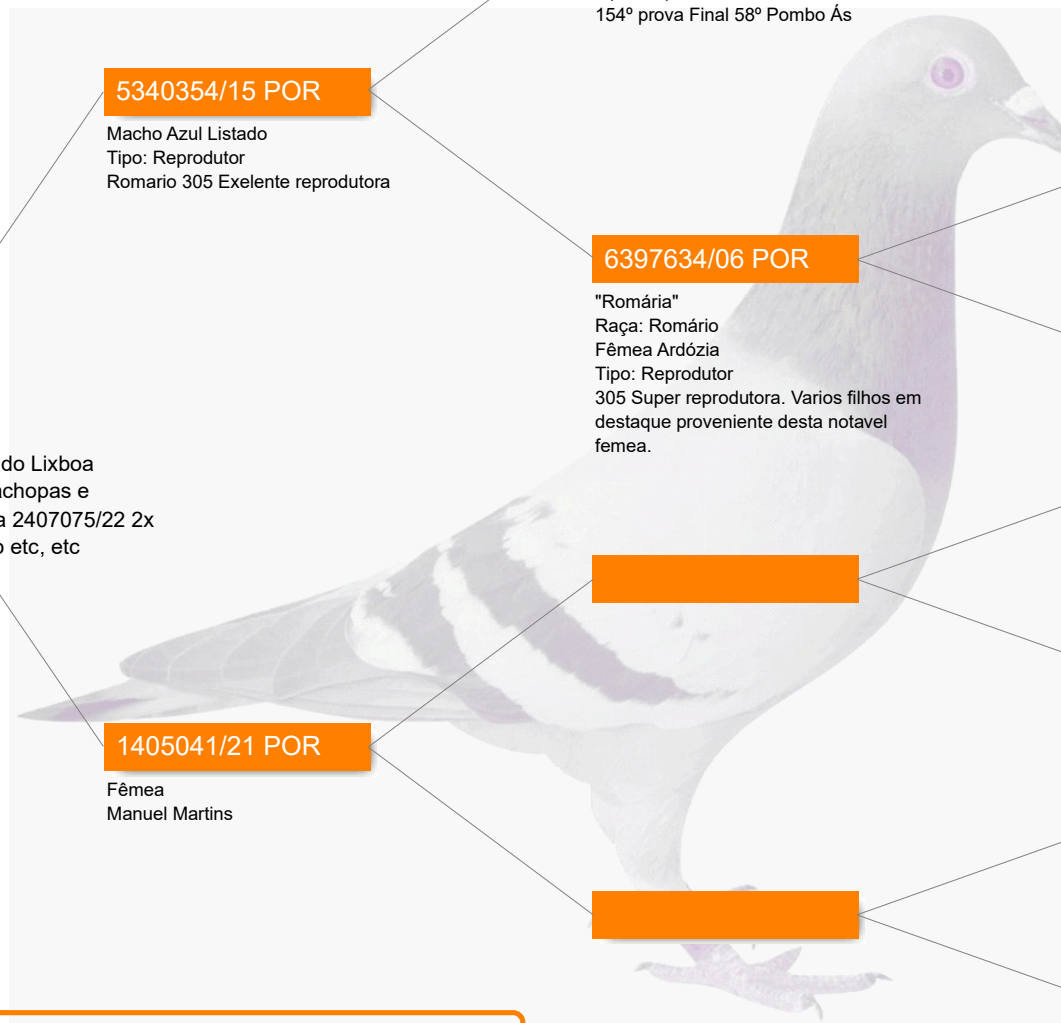 154º prova Final 58º Pombo Ás
5340354/15 POR
Macho Azul Listado
Tipo: Reprodutor
Romario 305 Exelente reprodutora
6397634/06 POR
"Romária"
Raça: Romário
Fêmea Ardózia
Tipo: Reprodutor
305 Super reprodutora. Varios filhos em
destaque proveniente desta notavel
femea.
do Lixboa
e
2407075/22 2x
etc, etc
1405041/21 POR
Fêmea
Manuel Martins